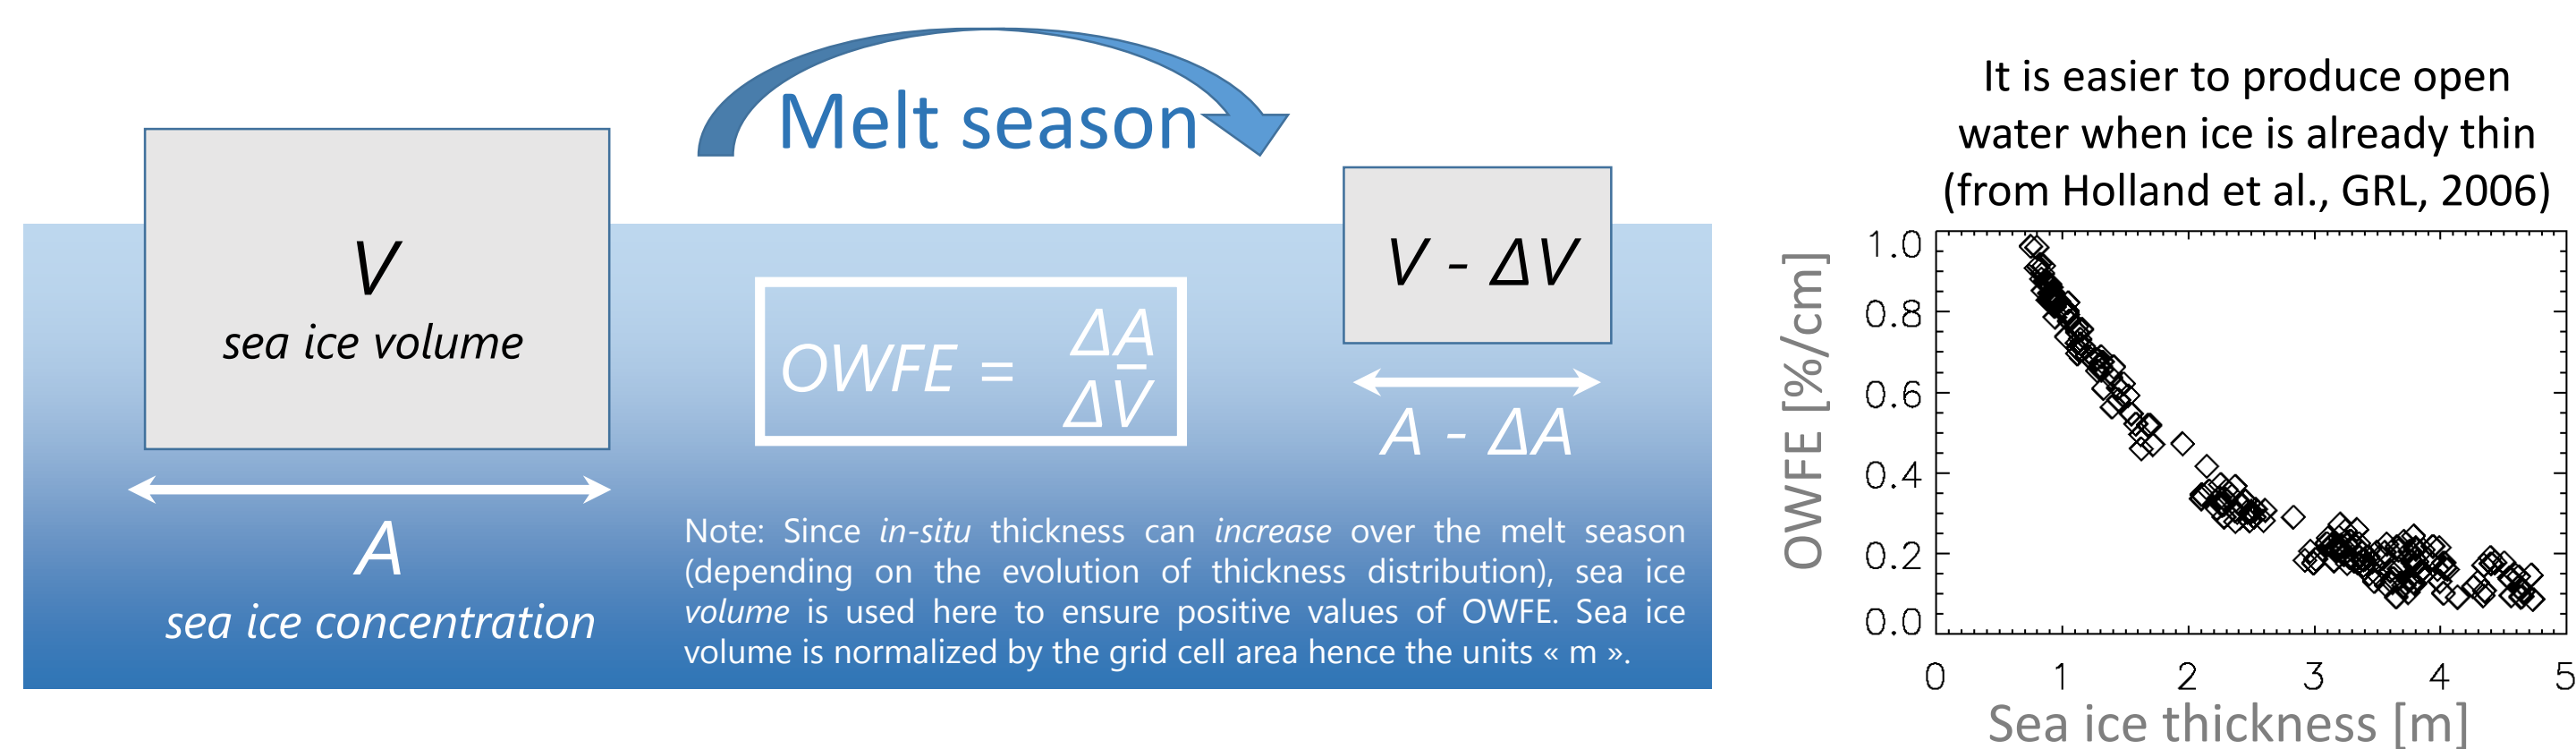 Melt season
V
sea ice volume
A
sea ice concentration
OWFE = ΔA
ΔV
V - ΔV
A - ΔA
Note: Since in-situ thickness can increase over the melt season
(depending on the evolution of thickness distribution), sea ice
volume is used here to ensure positive values of OWFE. Sea ice
volume is normalized by the grid cell area hence the units « m ».
It is easier to produce open
water when ice is already thin
(from Holland et al., GRL, 2006)
OWFE [%/cm]
1.0
0.8
0.6
0.4
0.2
0.0
0 1 2 3 4 5
Sea ice thickness [m]